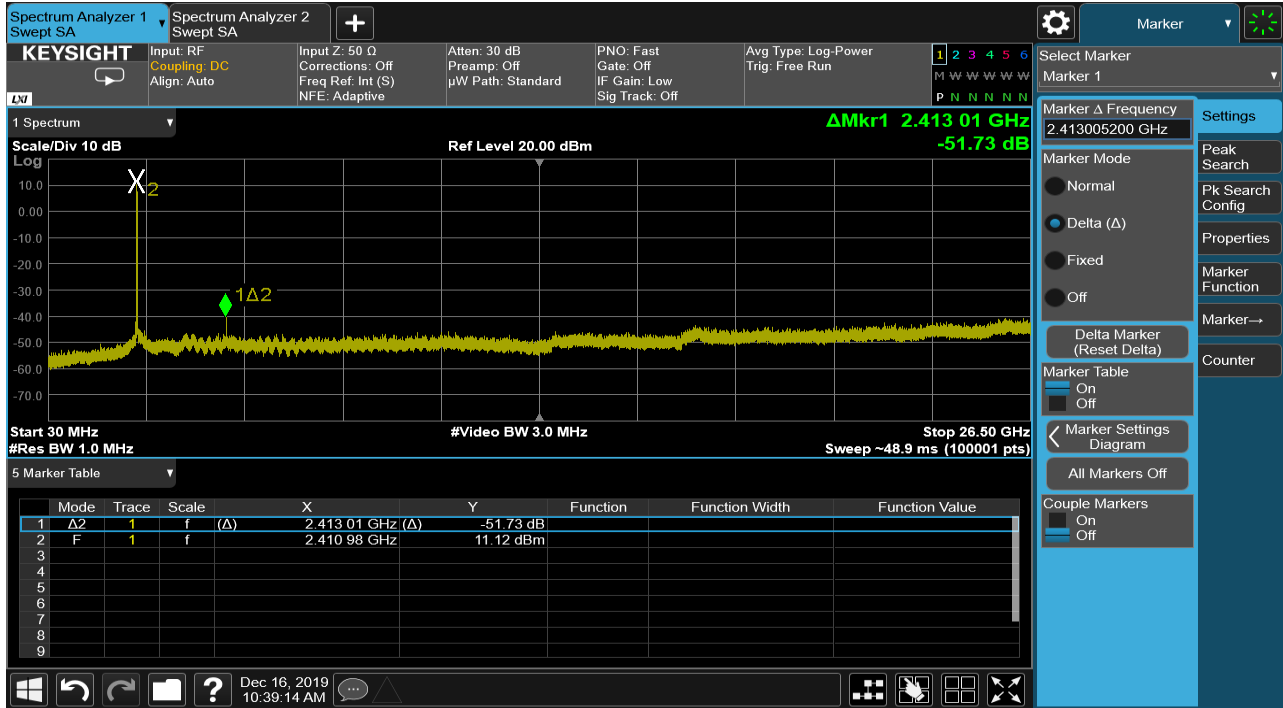 Spectrum Analyzer 1
Swept SA
Spectrum Analyzer 2
Swept SA
Marker
KEYSIGHT
LXI
Input: RF
Coupling: DC
Align: Auto
Input Z: 50 Ω
Corrections: Off
Freq Ref: Int (S)
NFE: Adaptive
Atten: 30 dB
Preamp: Off
µW Path: Standard
PNO: Fast
Gate: Off
IF Gain: Low
Sig Track: Off
Avg Type: Log-Power
Trig: Free Run
1 2 3 4 5 6
M W W W W W
P N N N N N
Select Marker
Marker 1
1 Spectrum
ΔMkr1 2.413 01 GHz
-51.73 dB
Scale/Div 10 dB
Ref Level 20.00 dBm
Log
10.0
0.00
-10.0
-20.0
-30.0
-40.0
-50.0
-60.0
-70.0
2
1Δ2
Start 30 MHz
#Video BW 3.0 MHz
Stop 26.50 GHz
#Res BW 1.0 MHz
Sweep ~48.9 ms (100001 pts)
Marker Δ Frequency
2.413005200 GHz
Marker Mode
Normal
Delta (Δ)
Fixed
Off
Delta Marker
(Reset Delta)
Marker Table
On
Off
Marker Settings
Diagram
All Markers Off
Couple Markers
On
Off
Settings
Peak
Search
Pk Search
Config
Properties
Marker
Function
Marker→
Counter
5 Marker Table
Mode Trace Scale X Y Function Function Width Function Value
1 Δ2 1 f (Δ) 2.413 01 GHz (Δ) -51.73 dB
2 F 1 f 2.410 98 GHz 11.12 dBm
3
4
5
6
7
8
9
?
Dec 16, 2019
10:39:14 AM